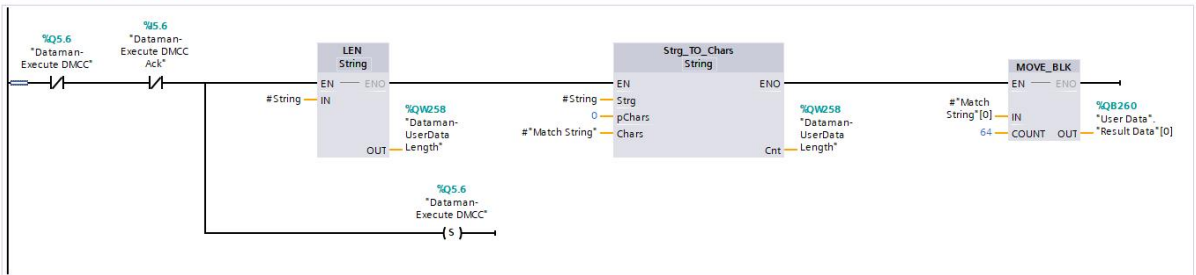 %Q5.6
"Dataman-
Execute DMCC"
%I5.6
"Dataman-
Execute DMCC
Ack"
LEN
String
EN
ENO
#String
IN
OUT
%QW258
"Dataman-
UserData
Length"
Strg_TO_Chars
String
EN
ENO
#String
Strg
0
pChars
#"Match String"
Chars
Cnt
%QW258
"Dataman-
UserData
Length"
MOVE_BLK
EN
ENO
#"Match
String"[0]
IN
64
COUNT
OUT
%QB260
"User Data".
"Result Data"[0]
%Q5.6
"Dataman-
Execute DMCC"
S